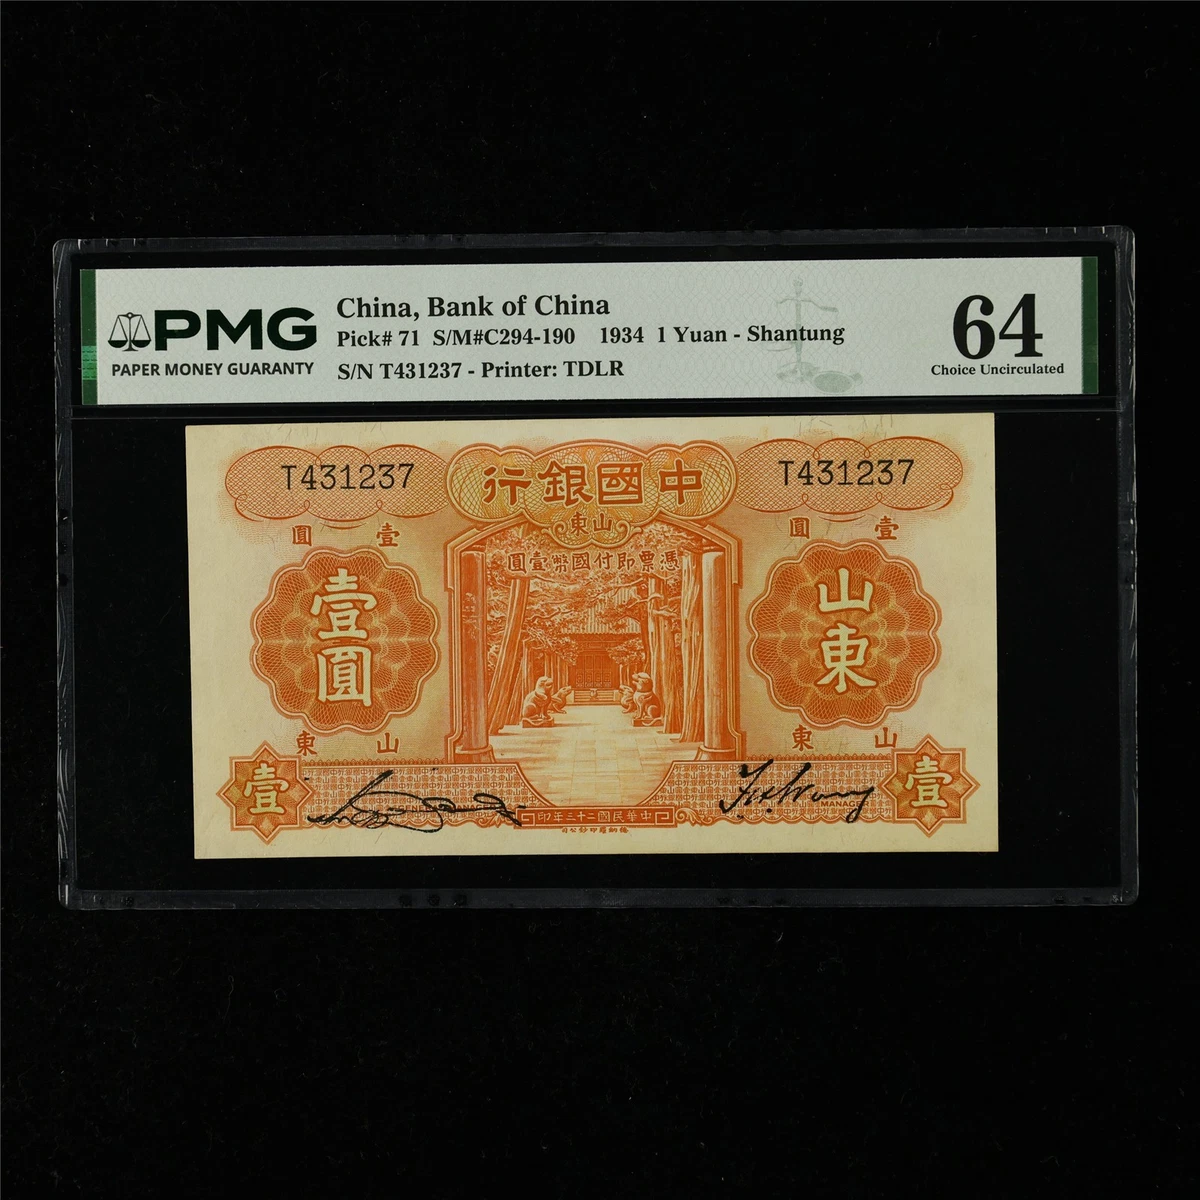 PMG
PAPER MONEY GUARANTY
China, Bank of China
Pick# 71 S/M#C294-190 1934 1 Yuan - Shantung
S/N T431237 - Printer: TDLR
64
Choice Uncirculated
T431237
中國銀行
T431237
山東
圓 壹
憑票即付國幣壹圓
圓 壹
壹圓
山東
東 山
東 山
壹
MANAGER
壹
中華民國二十三年印